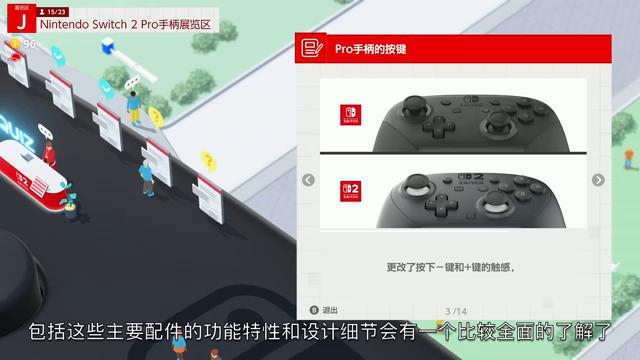 展览区
J
15/23
Nintendo Switch 2 Pro手柄展览区
96
QUIZ
2
?
?
Pro手柄的按键
SWITCH
2
SWITCH
更改了按下－键和+键的触感，
B 退出
3 /14
包括这些主要配件的功能特性和设计细节会有一个比较全面的了解了